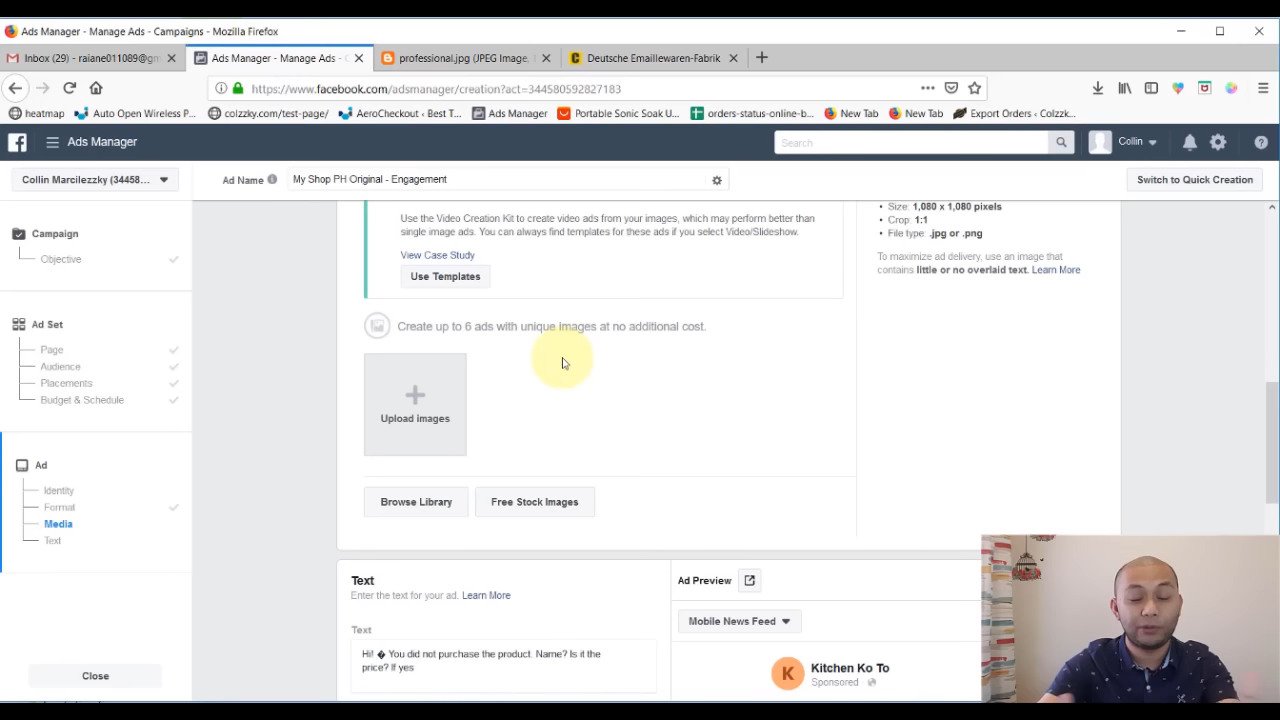 Ads Manager - Manage Ads - Campaigns - Mozilla Firefox
Inbox (29) - raiane011089@gm
Ads Manager - Manage Ads - C
professional.jpg (JPEG Image,
Deutsche Emaillewaren-Fabrik
https://www.facebook.com/adsmanager/creation?act=344580592827183
heatmap
Auto Open Wireless P...
colzzky.com/test-page/
AeroCheckout ‹ Best T...
Ads Manager
Portable Sonic Soak U...
orders-status-online-b...
New Tab
New Tab
Export Orders ‹ Colzzk...
Ads Manager
Search
Collin
Collin Marcilezzky (34458...
Ad Name
My Shop PH Original - Engagement
Switch to Quick Creation
Campaign
Objective
Ad Set
Page
Audience
Placements
Budget & Schedule
Ad
Identity
Format
Media
Text
Close
Use the Video Creation Kit to create video ads from your images, which may perform better than
single image ads. You can always find templates for these ads if you select Video/Slideshow.
View Case Study
Use Templates
Create up to 6 ads with unique images at no additional cost.
Upload images
Browse Library
Free Stock Images
• Size: 1,080 x 1,080 pixels
• Crop: 1:1
• File type: .jpg or .png
To maximize ad delivery, use an image that
contains little or no overlaid text. Learn More
Text
Enter the text for your ad. Learn More
Text
Hi! � You did not purchase the product. Name? Is it the
price? If yes
Ad Preview
Mobile News Feed
K
Kitchen Ko To
Sponsored